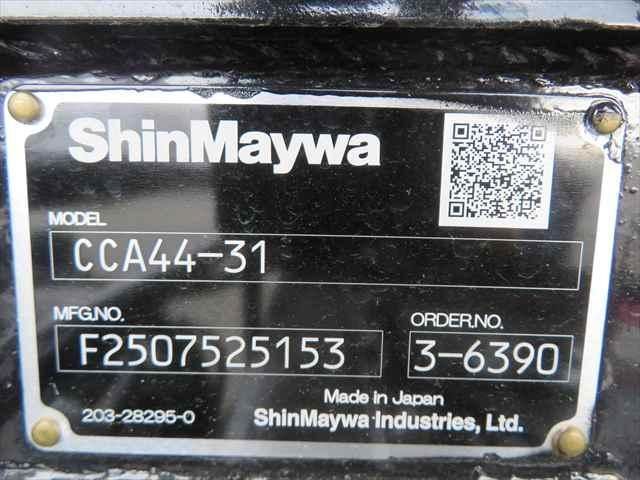 ShinMaywa
MODEL
CCA44-31
MFG.NO.
F2507525153
ORDER.NO.
3-6390
Made in Japan
203-28295-0
ShinMaywa Industries, Ltd.